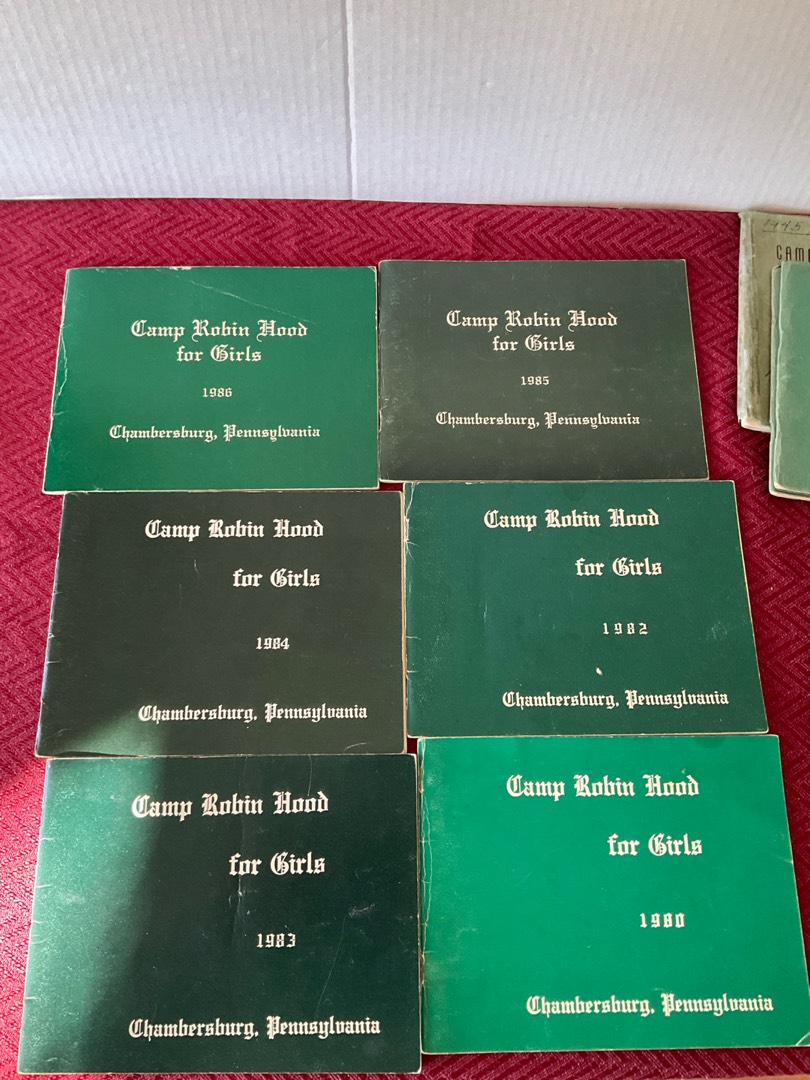 Camp Robin Hood
for Girls
1986
Chambersburg, Pennsylvania
Camp Robin Hood
for Girls
1985
Chambersburg, Pennsylvania
Camp Robin Hood
for Girls
1984
Chambersburg, Pennsylvania
Camp Robin Hood
for Girls
1982
Chambersburg, Pennsylvania
Camp Robin Hood
for Girls
1983
Chambersburg, Pennsylvania
Camp Robin Hood
for Girls
1980
Chambersburg, Pennsylvania